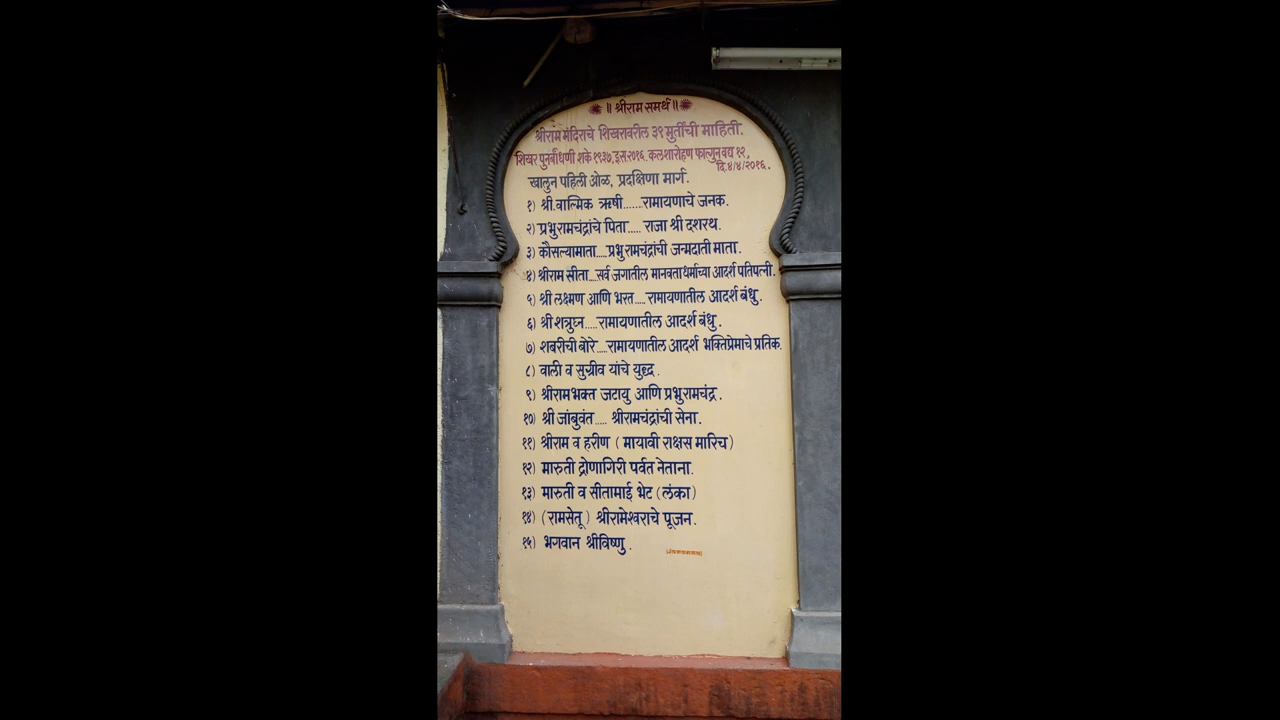 ॥ श्रीराम समर्थ ॥
श्रीराम मंदिराचे शिखरावरील ३९ मुर्तींची माहिती.
शिखर पुनर्बांधणी शके १९३७, इस २०१६. कलशारोहण फाल्गुन वद्य १२,
दि.४/४/२०१६.
खालुन पहिली ओळ, प्रदक्षिणा मार्ग.
१) श्री.वाल्मिक ऋषी.......रामायणाचे जनक.
२) प्रभुरामचंद्रांचे पिता..... राजा श्री दशरथ.
३) कौसल्यामाता.....प्रभु रामचंद्रांची जन्मदाती माता.
४) श्रीराम सीता....सर्व जगातील मानवताधर्माच्या आदर्श पतिपत्नी.
५) श्री लक्ष्मण आणि भरत..... रामायणातील आदर्श बंधु.
६) श्री शत्रुघ्न.....रामायणातील आदर्श बंधु.
७) शबरीची बोरे.....रामायणातील आदर्श भक्तिप्रेमाचे प्रतिक.
८) वाली व सुग्रीव यांचे युद्ध.
९) श्रीरामभक्त जटायु आणि प्रभुरामचंद्र.
१०) श्री जांबुवंत..... श्रीरामचंद्रांची सेना.
११) श्रीराम व हरीण ( मायावी राक्षस मारिच)
१२) मारुती द्रोणागिरी पर्वत नेताना.
१३) मारुती व सीतामाई भेट (लंका)
१४) (रामसेतू) श्रीरामेश्वराचे पूजन.
१५) भगवान श्रीविष्णु.